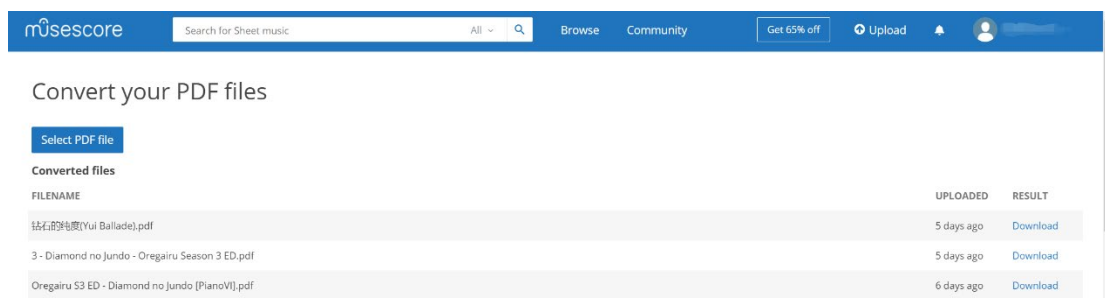 musescore Search for Sheet music All Browse Community Get 65% off Upload
Convert your PDF files
Select PDF file
Converted files
FILENAME UPLOADED RESULT
钻石的纯度(Yui Ballade).pdf 5 days ago Download
3 - Diamond no Jundo - Oregairu Season 3 ED.pdf 5 days ago Download
Oregairu S3 ED - Diamond no Jundo [PianoVI].pdf 6 days ago Download